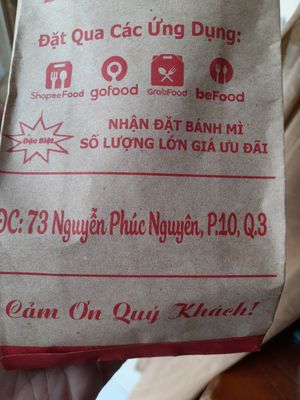 Đặt Qua Các Ứng Dụng:
ShopeeFood gofood GrabFood beFood
Đặc Biệt
NHẬN ĐẶT BÁNH MÌ
SỐ LƯỢNG LỚN GIÁ ƯU ĐÃI
ĐC: 73 Nguyễn Phúc Nguyên, P.10, Q.3
Cảm Ơn Quý Khách!